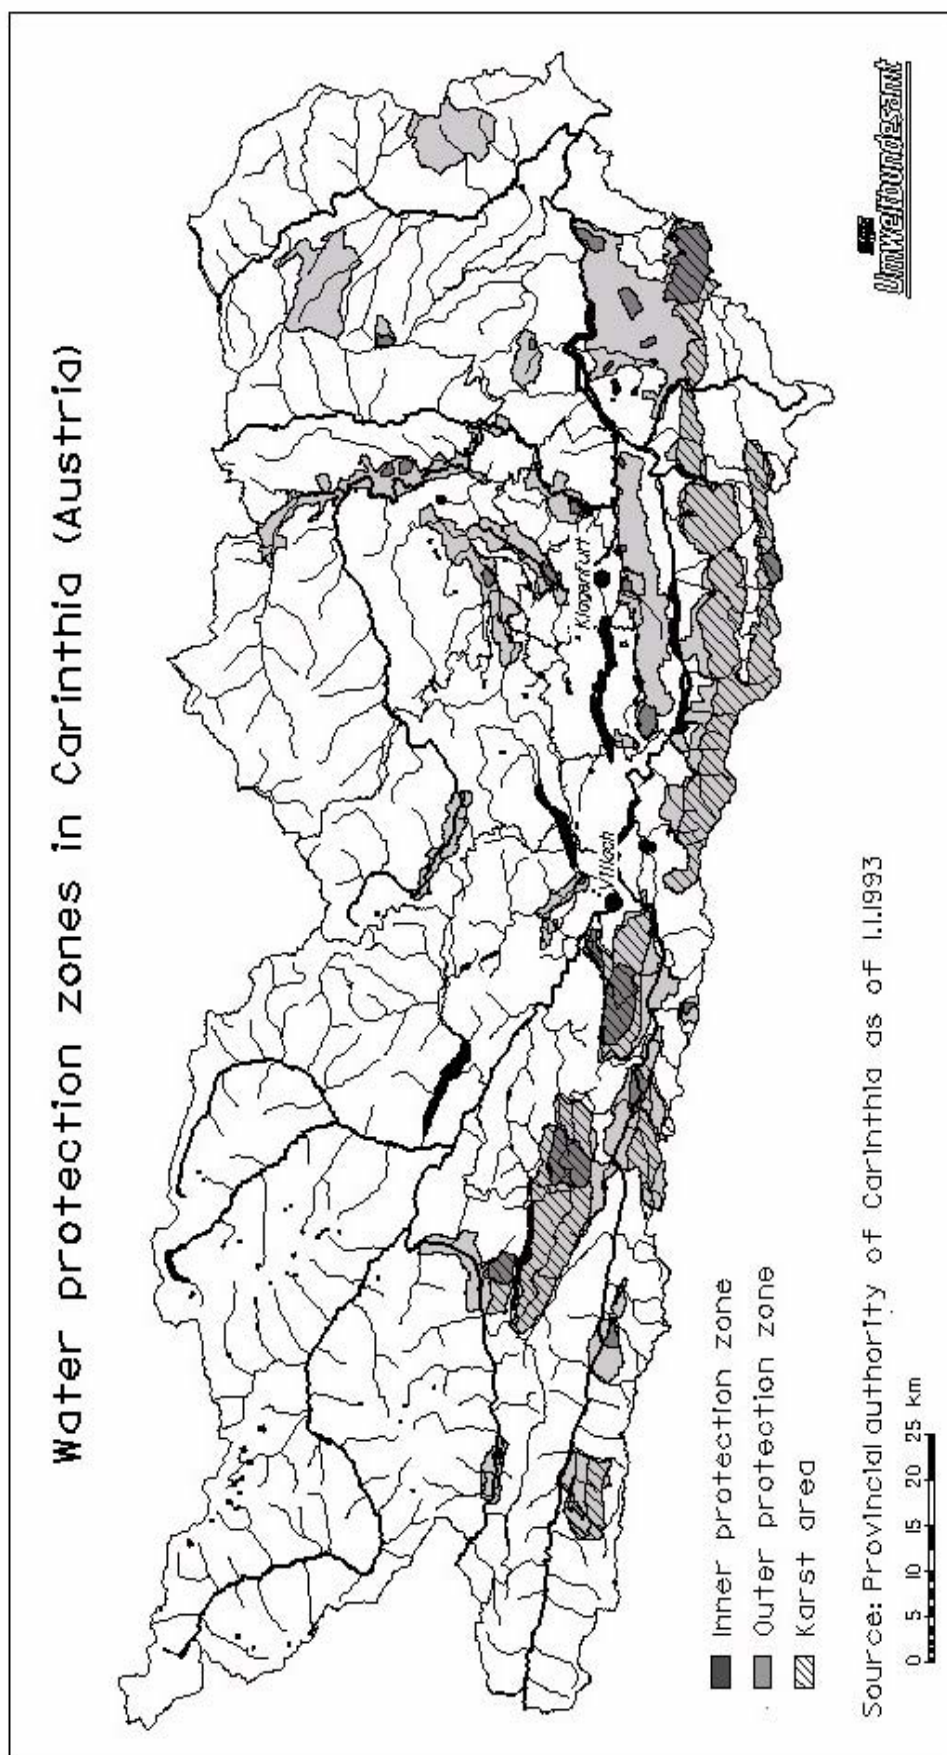 Water protection zones in Carinthia (Austria)
Klagenfurt
Villach
Inner protection zone
Outer protection zone
Karst area
Source: Provincial authority of Carinthia as of 1.1.1993
0 5 10 15 20 25 km
Umweltbundesamt